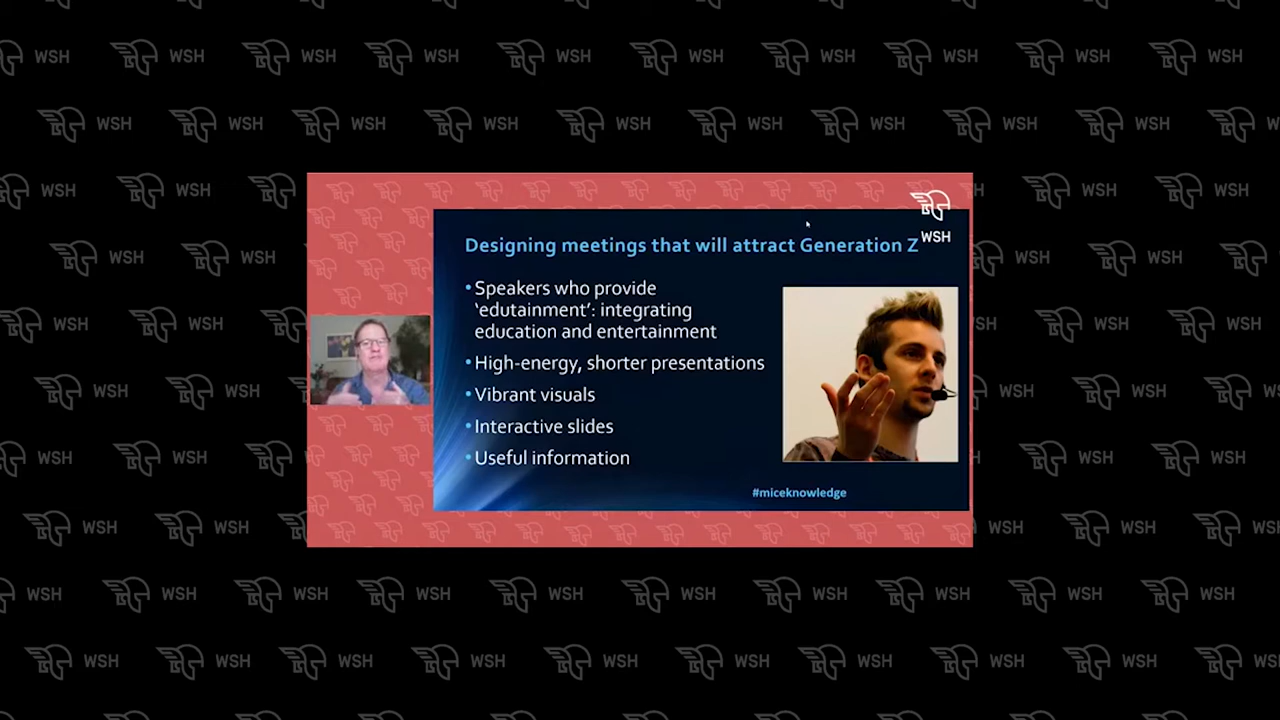 WSH
Designing meetings that will attract Generation Z
• Speakers who provide
'edutainment': integrating
education and entertainment
• High-energy, shorter presentations
• Vibrant visuals
• Interactive slides
• Useful information
#miceknowledge